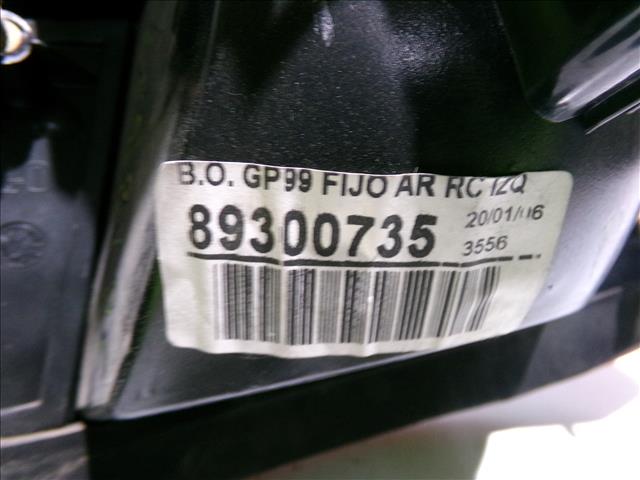 B.O. GP99 FIJO AR RC IZQ
89300735
20/01/06
3556